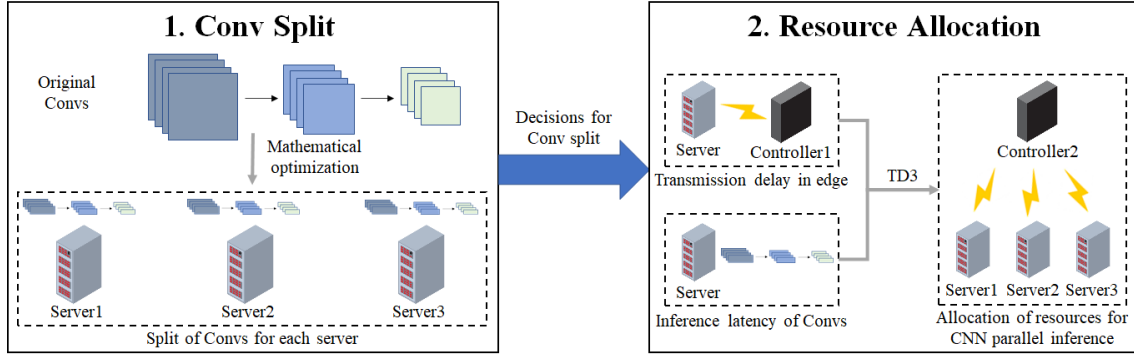 1. Conv Split
Original
Convs
Mathematical
optimization
Server1
Server2
Server3
Split of Convs for each server
Decisions for
Conv split
2. Resource Allocation
Server
Controller1
Transmission delay in edge
Server
Inference latency of Convs
TD3
Controller2
Server1
Server2
Server3
Allocation of resources for
CNN parallel inference